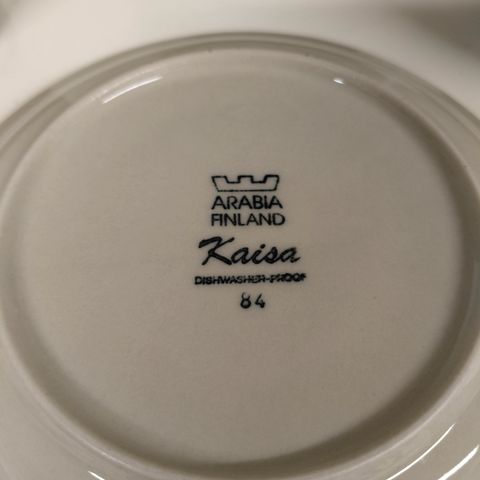 ARABIA
FINLAND
Kaisa
DISHWASHER-PROOF
84